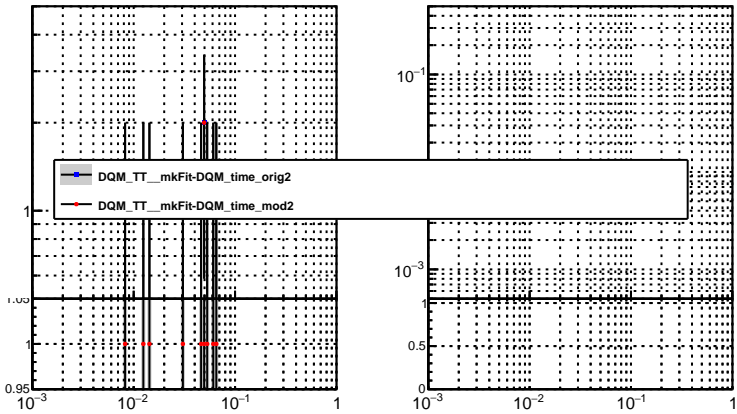 10⁻¹
DQM_TT__mkFit-DQM_time_orig2
DQM_TT__mkFit-DQM_time_mod2
1
10⁻³
1.05
1
1
0.5
0.95
0
10⁻³ 10⁻² 10⁻¹ 1
10⁻³ 10⁻² 10⁻¹ 1